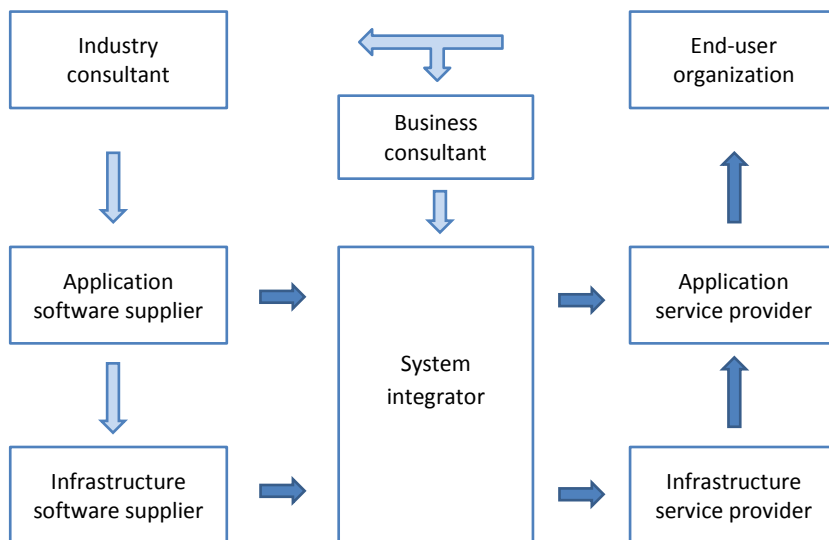 Industry
consultant
End-user
organization
Business
consultant
Application
software supplier
System
integrator
Application
service provider
Infrastructure
software supplier
Infrastructure
service provider